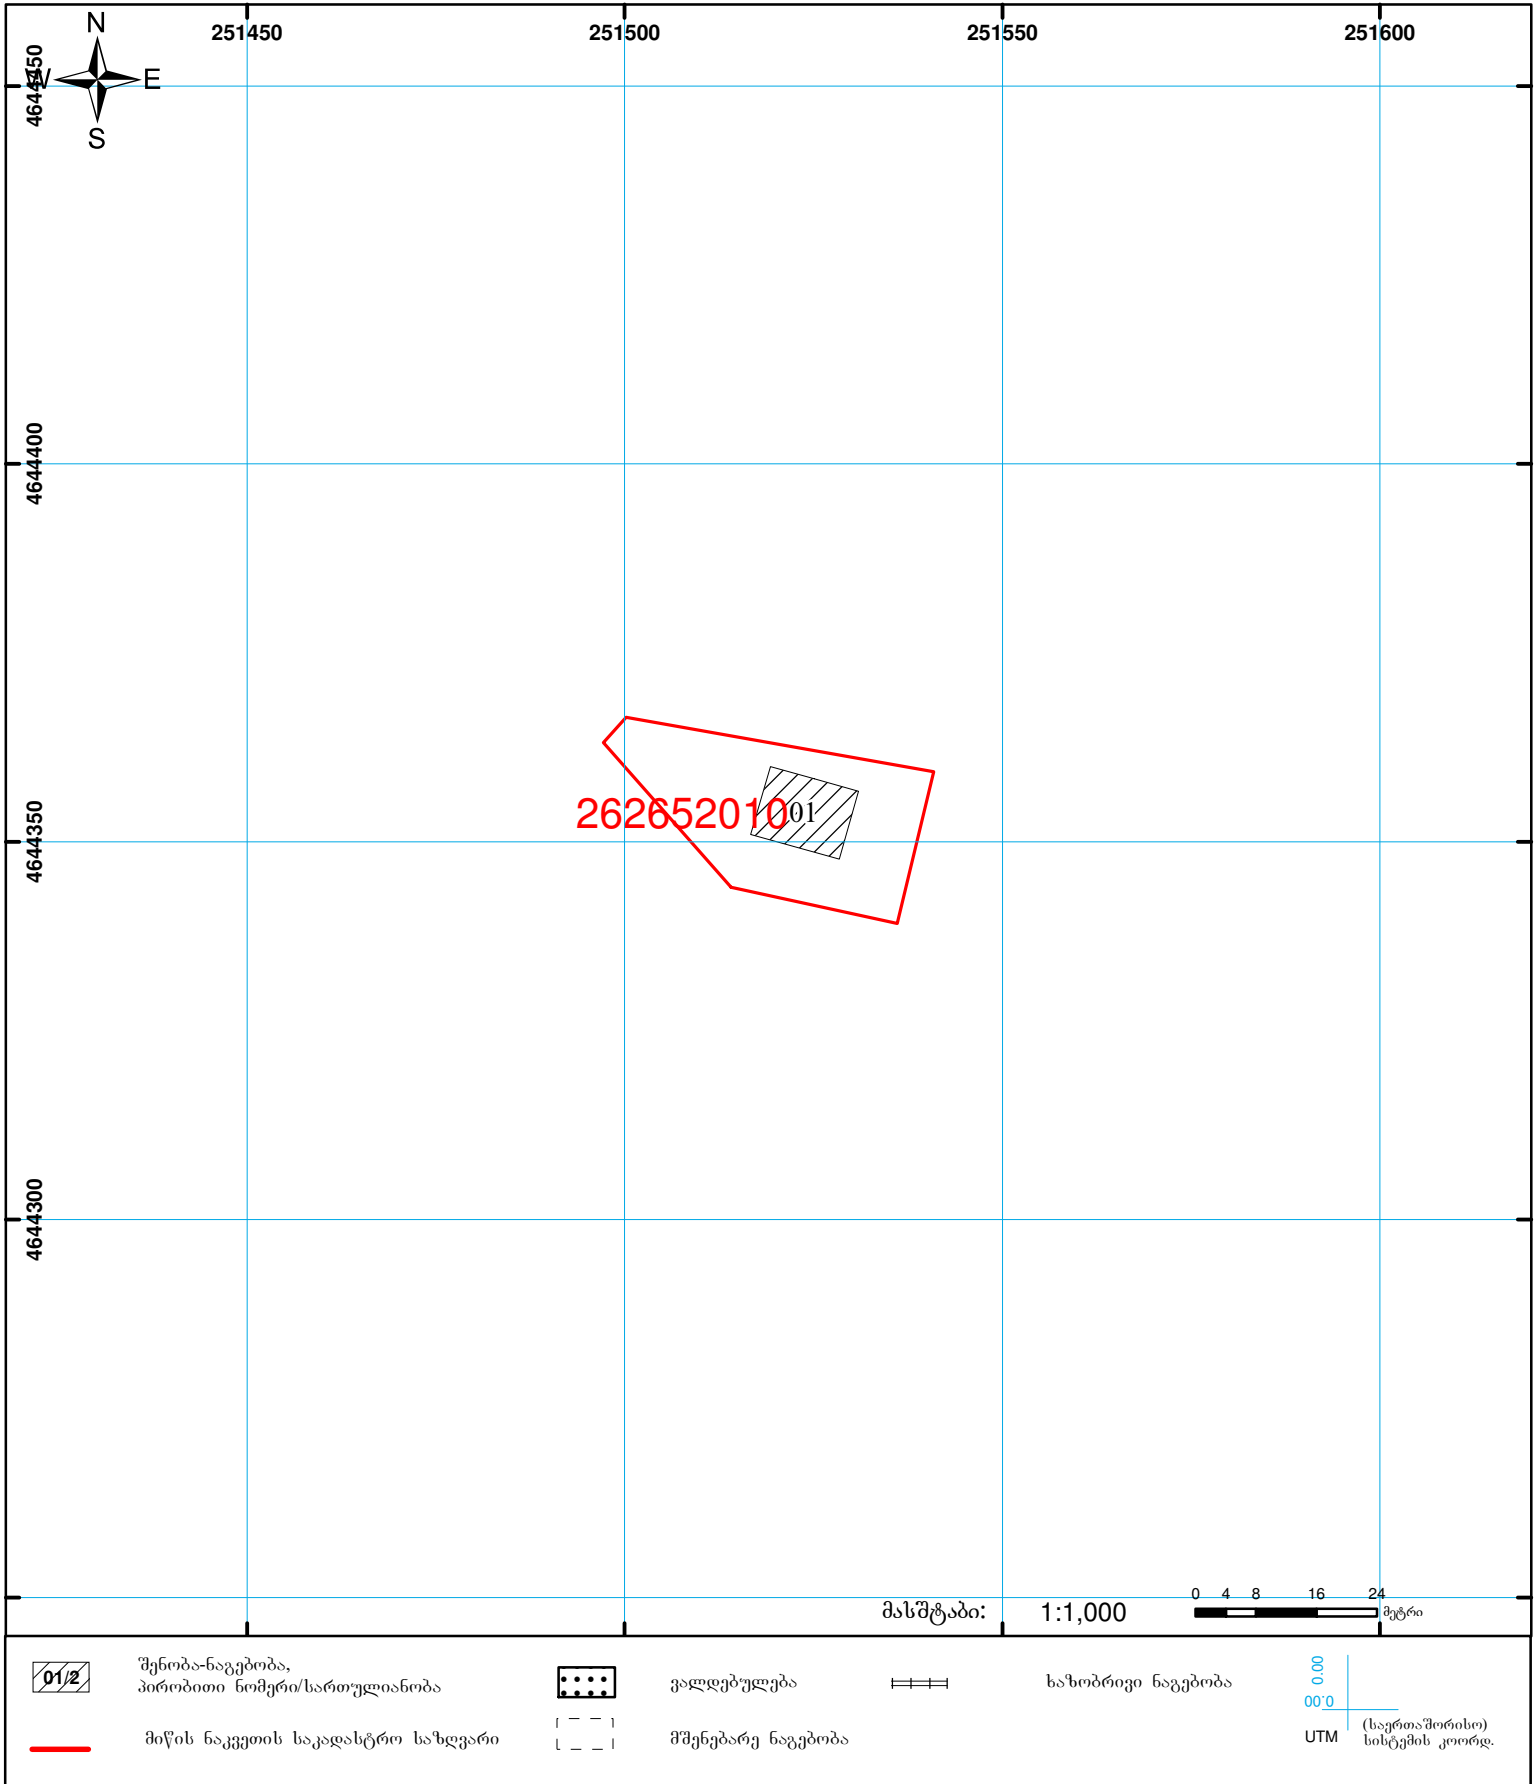 N
251450 251500 251550 251600
W E
4644450
S
4644400
4644350
262652010
01
4644300
მასშტაბი: 1:1,000
0 4 8 16 24
მეტრი
01/2
შენობა-ნაგებობა,
პირობითი ნომერი/სართულიანობა
ვალდებულება
ხაზობრივი ნაგებობა
მიწის ნაკვეთის საკადასტრო საზღვარი
მშენებარე ნაგებობა
0.00
0.00
UTM
(საერთაშორისო)
სისტემის კოორდ.